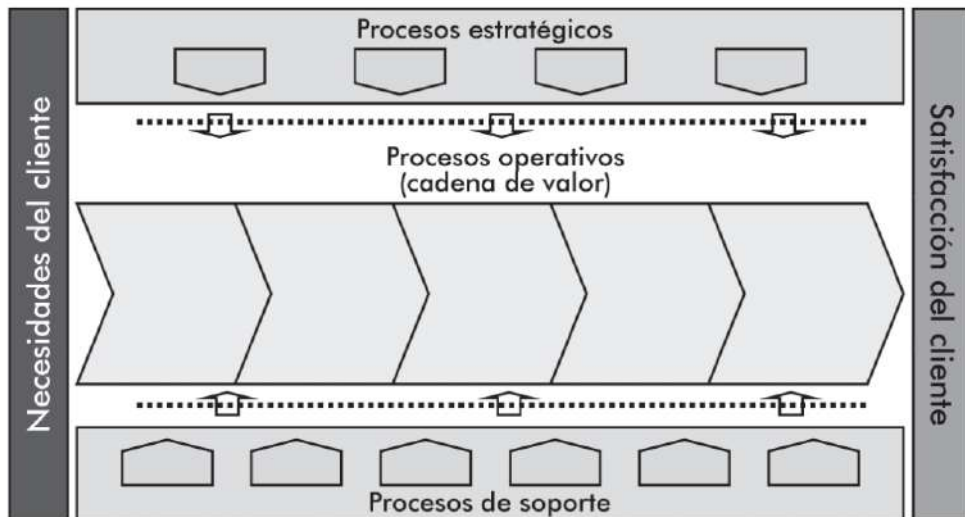 Procesos estratégicos
Necesidades del cliente
Procesos operativos
(cadena de valor)
Satisfacción del cliente
Procesos de soporte